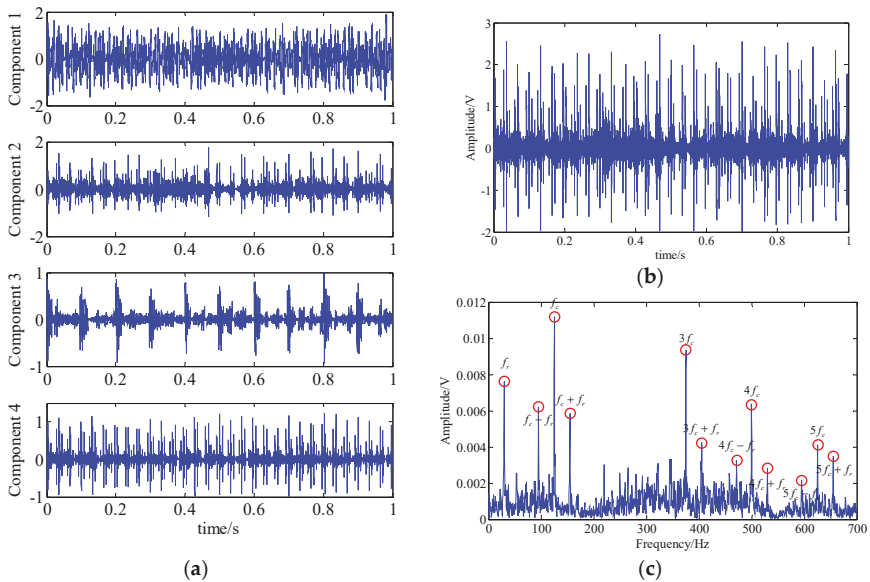 Component 1
2
0
-2
0 0.2 0.4 0.6 0.8 1
Component 2
2
0
-2
0 0.2 0.4 0.6 0.8 1
Component 3
1
0
-1
0 0.2 0.4 0.6 0.8 1
Component 4
1
0
-1
0 0.2 0.4 0.6 0.8 1
time/s
(a)
Amplitude/V
3
2
1
0
-1
-2
0 0.2 0.4 0.6 0.8 1
time/s
(b)
Amplitude/V
0.012
0.01
0.008
0.006
0.004
0.002
0
f_c
f_r
f_c - f_r
f_c + f_r
3f_c
3f_c + f_r
4f_c - f_r
4f_c
4f_c + f_r
5f_c - f_r
5f_c
5f_c + f_r
0 100 200 300 400 500 600 700
Frequency/Hz
(c)